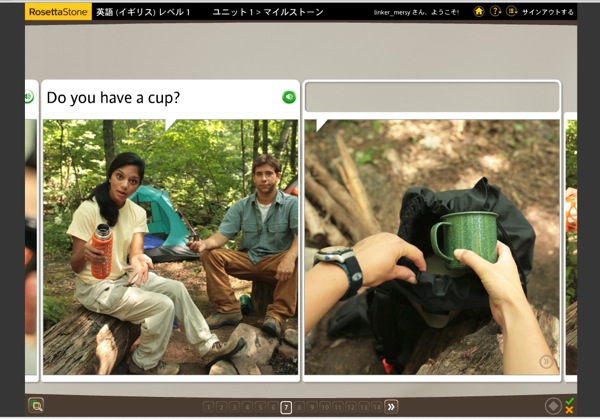 RosettaStone 英語 (イギリス) レベル 1 ユニット 1 > マイルストーン linker_mersy さん、ようこそ! サインアウトする
Do you have a cup?
1 2 3 4 5 6 7 8 9 10 11 12 13 14